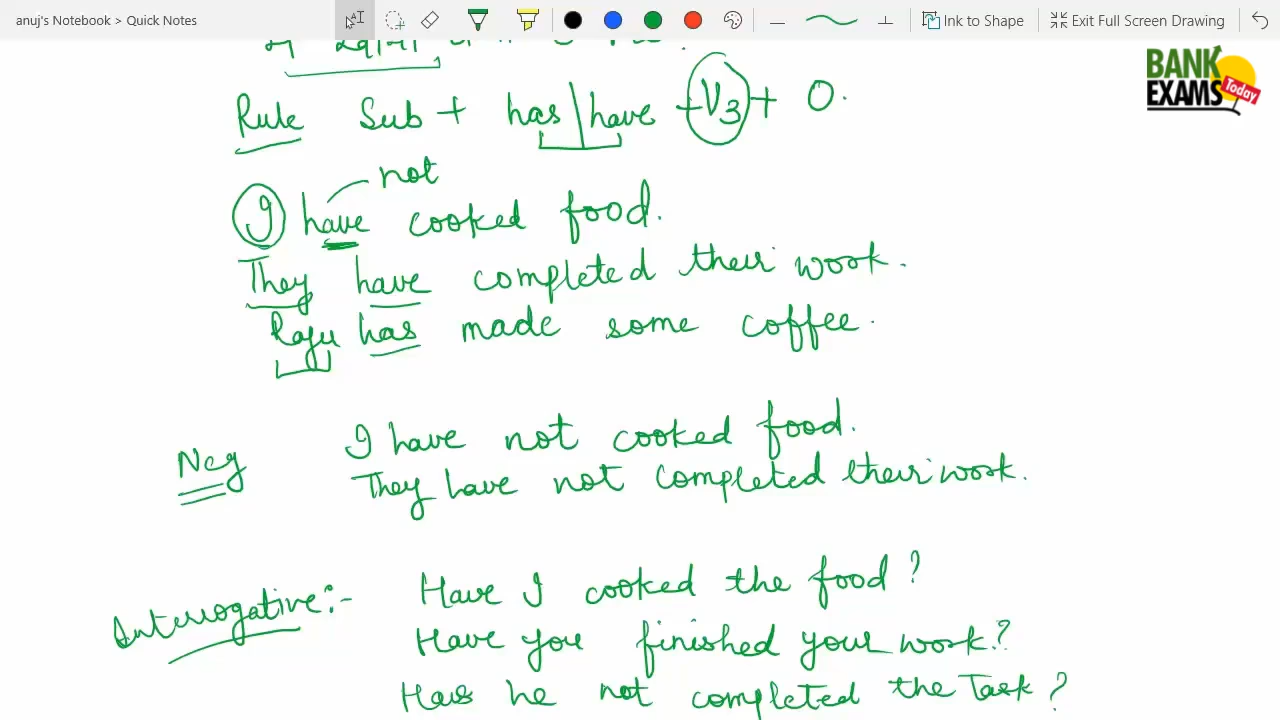 anuj's Notebook > Quick Notes
Ink to Shape
Exit Full Screen Drawing
BANK EXAMS Today
Rule Sub + has/have + V3 + O.
not
I have cooked food.
They have completed their work.
Raju has made some coffee.
I have not cooked food.
Neg
They have not completed their work.
Have I cooked the food?
Interrogative:-
Have you finished your work?
Has he not completed the Task?